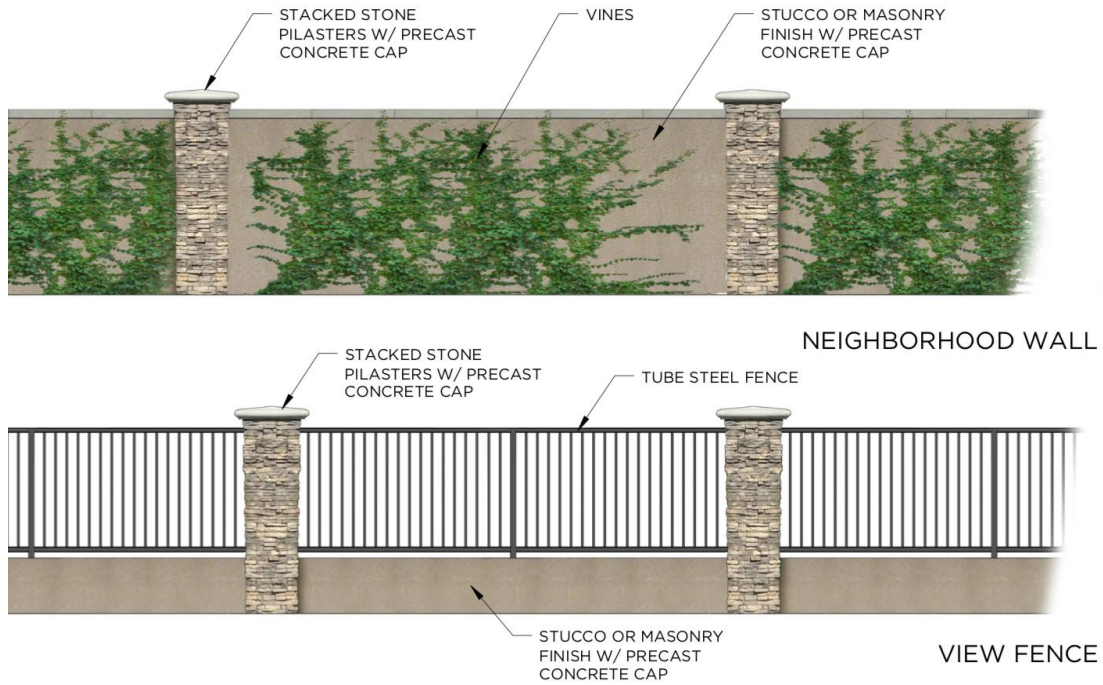 STACKED STONE
PILASTERS W/ PRECAST
CONCRETE CAP
VINES
STUCCO OR MASONRY
FINISH W/ PRECAST
CONCRETE CAP
NEIGHBORHOOD WALL
STACKED STONE
PILASTERS W/ PRECAST
CONCRETE CAP
TUBE STEEL FENCE
STUCCO OR MASONRY
FINISH W/ PRECAST
CONCRETE CAP
VIEW FENCE